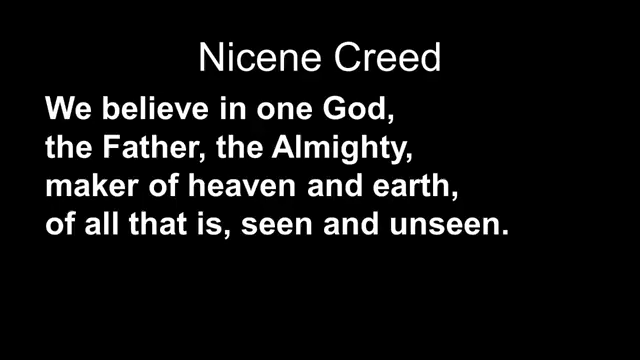 Nicene Creed
We believe in one God,
the Father, the Almighty,
maker of heaven and earth,
of all that is, seen and unseen.